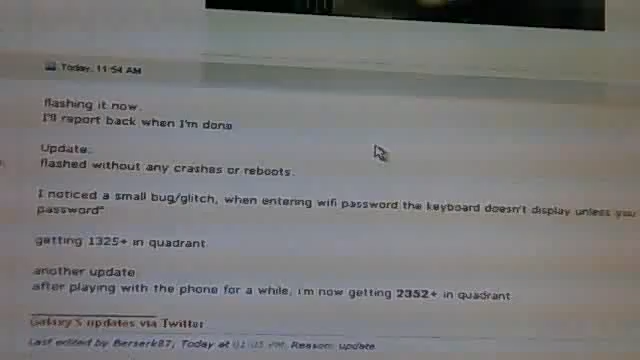 Today, 11:54 AM
flashing it now.
I'll report back when I'm done
Update:
flashed without any crashes or reboots.
I noticed a small bug/glitch, when entering wifi password the keyboard doesn't display unless you
password"
getting 1325+ in quadrant
another update
after playing with the phone for a while, i'm now getting 2352+ in quadrant
Galaxy S updates via Twitter
Last edited by Berserk87, Today at PM. Reason: update